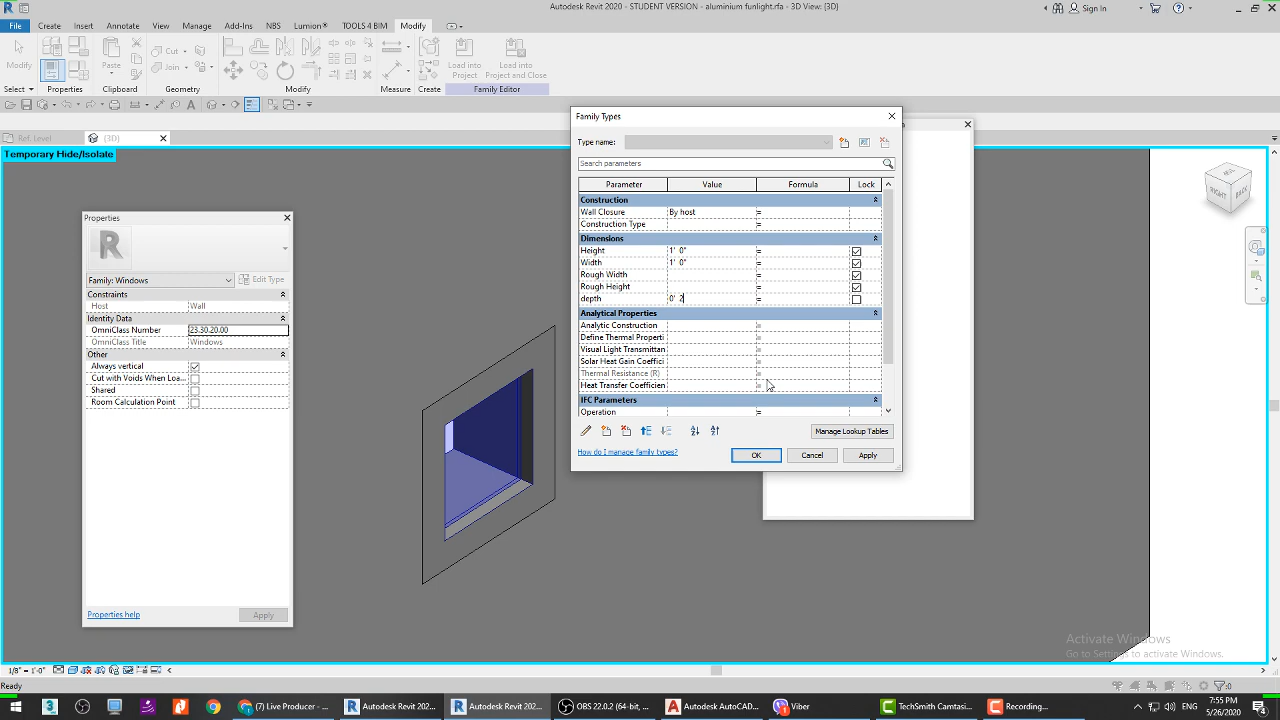 Autodesk Revit 2020 - STUDENT VERSION - aluminium funlight.rfa - 3D View: {3D}
Sign In
File Create Insert Annotate View Manage Add-Ins NBS Lumion® TOOLS 4 BIM Modify
Modify Paste Cut Join Load into Project Load into Project and Close
Select Properties Clipboard Geometry Modify Measure Create Family Editor
Ref. Level {3D}
Temporary Hide/Isolate
Properties
Family: Windows Edit Type
Constraints
Host Wall
Identity Data
OmniClass Number 23.30.20.00
OmniClass Title Windows
Other
Always vertical
Cut with Voids When Loa...
Shared
Room Calculation Point
Properties help Apply
Family Types
Type name:
Search parameters
Parameter Value Formula Lock
Construction
Wall Closure By host =
Construction Type =
Dimensions
Height 1' 0" =
Width 1' 0" =
Rough Width =
Rough Height =
depth 0' 2 =
Analytical Properties
Analytic Construction =
Define Thermal Properti =
Visual Light Transmittan =
Solar Heat Gain Coeffici =
Thermal Resistance (R) =
Heat Transfer Coefficien =
IFC Parameters
Operation =
Manage Lookup Tables
How do I manage family types?
OK Cancel Apply
RIGHT BACK
Activate Windows
Go to Settings to activate Windows.
1/8" = 1'-0"
Ready
:0
(7) Live Producer -...
Autodesk Revit 202...
Autodesk Revit 202...
OBS 22.0.2 (64-bit, ...
Autodesk AutoCAD...
Viber
TechSmith Camtasi...
Recording...
7:55 PM
5/26/2020